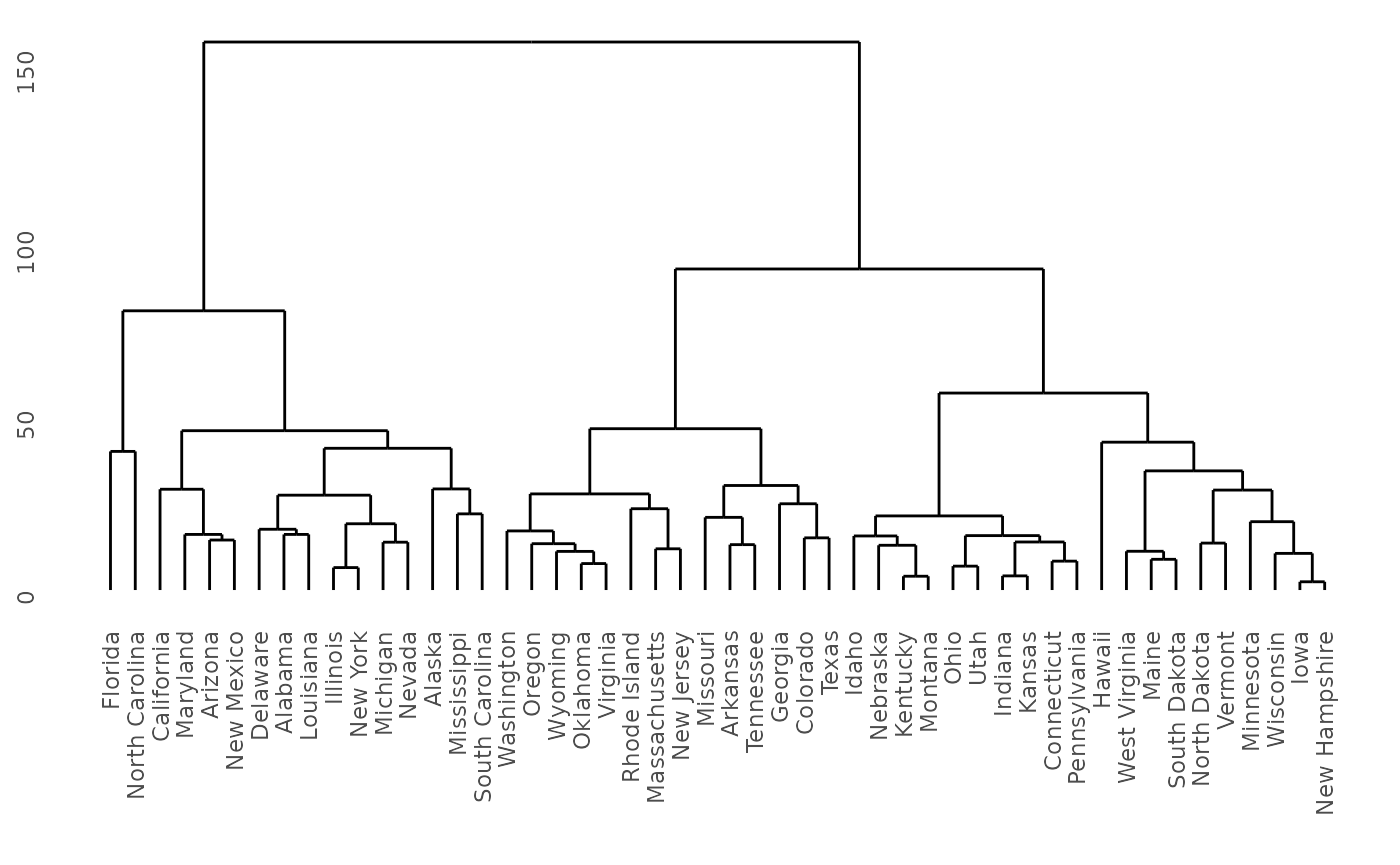 150
100
50
0
Florida
North Carolina
California
Maryland
Arizona
New Mexico
Delaware
Alabama
Louisiana
Illinois
New York
Michigan
Nevada
Alaska
Mississippi
South Carolina
Washington
Oregon
Wyoming
Oklahoma
Virginia
Rhode Island
Massachusetts
New Jersey
Missouri
Arkansas
Tennessee
Georgia
Colorado
Texas
Idaho
Nebraska
Kentucky
Montana
Ohio
Utah
Indiana
Kansas
Connecticut
Pennsylvania
Hawaii
West Virginia
Maine
South Dakota
North Dakota
Vermont
Minnesota
Wisconsin
Iowa
New Hampshire